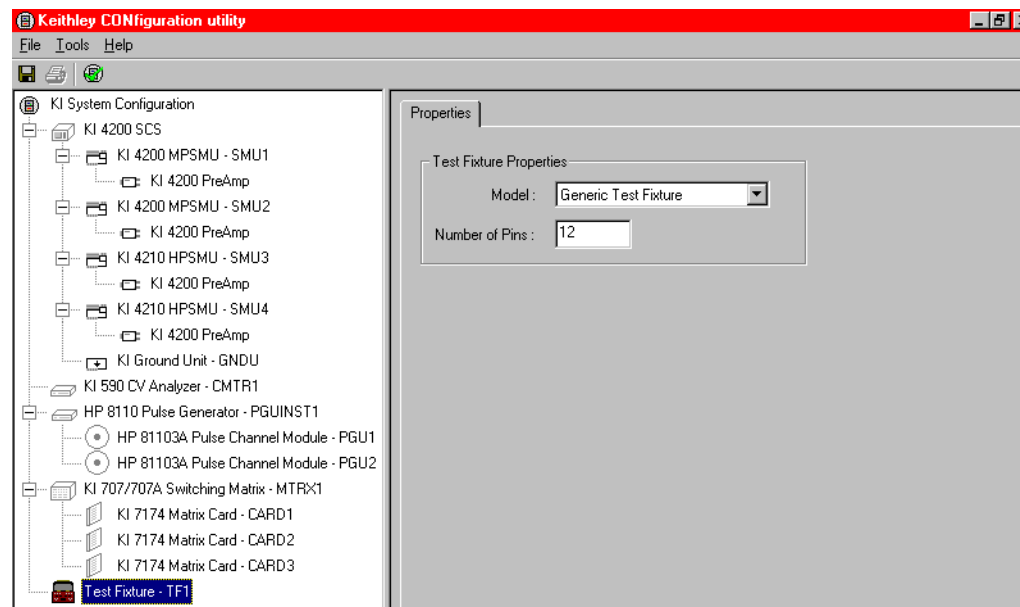 Keithley CONfiguration utility
File Tools Help
KI System Configuration
KI 4200 SCS
KI 4200 MPSMU - SMU1
KI 4200 PreAmp
KI 4200 MPSMU - SMU2
KI 4200 PreAmp
KI 4210 HPSMU - SMU3
KI 4200 PreAmp
KI 4210 HPSMU - SMU4
KI 4200 PreAmp
KI Ground Unit - GNDU
KI 590 CV Analyzer - CMTR1
HP 8110 Pulse Generator - PGUINST1
HP 81103A Pulse Channel Module - PGU1
HP 81103A Pulse Channel Module - PGU2
KI 707/707A Switching Matrix - MTRX1
KI 7174 Matrix Card - CARD1
KI 7174 Matrix Card - CARD2
KI 7174 Matrix Card - CARD3
Test Fixture - TF1
Properties
Test Fixture Properties
Model : Generic Test Fixture
Number of Pins : 12